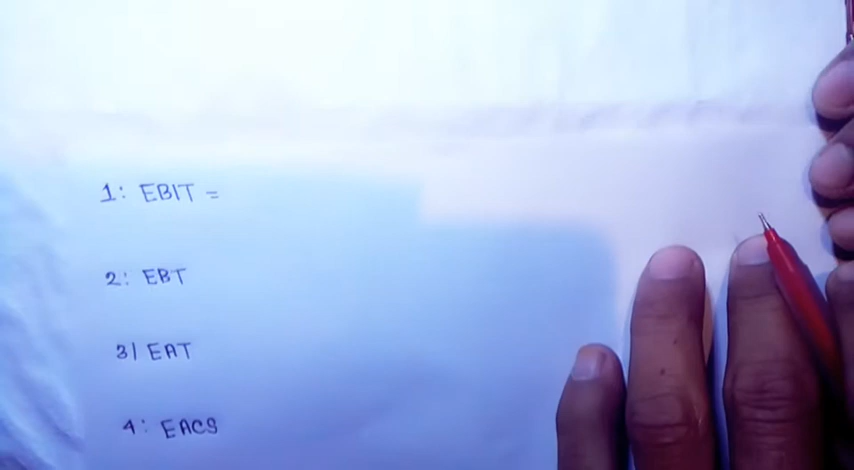 1: EBIT =
2: EBT
3| EAT
4: EACS